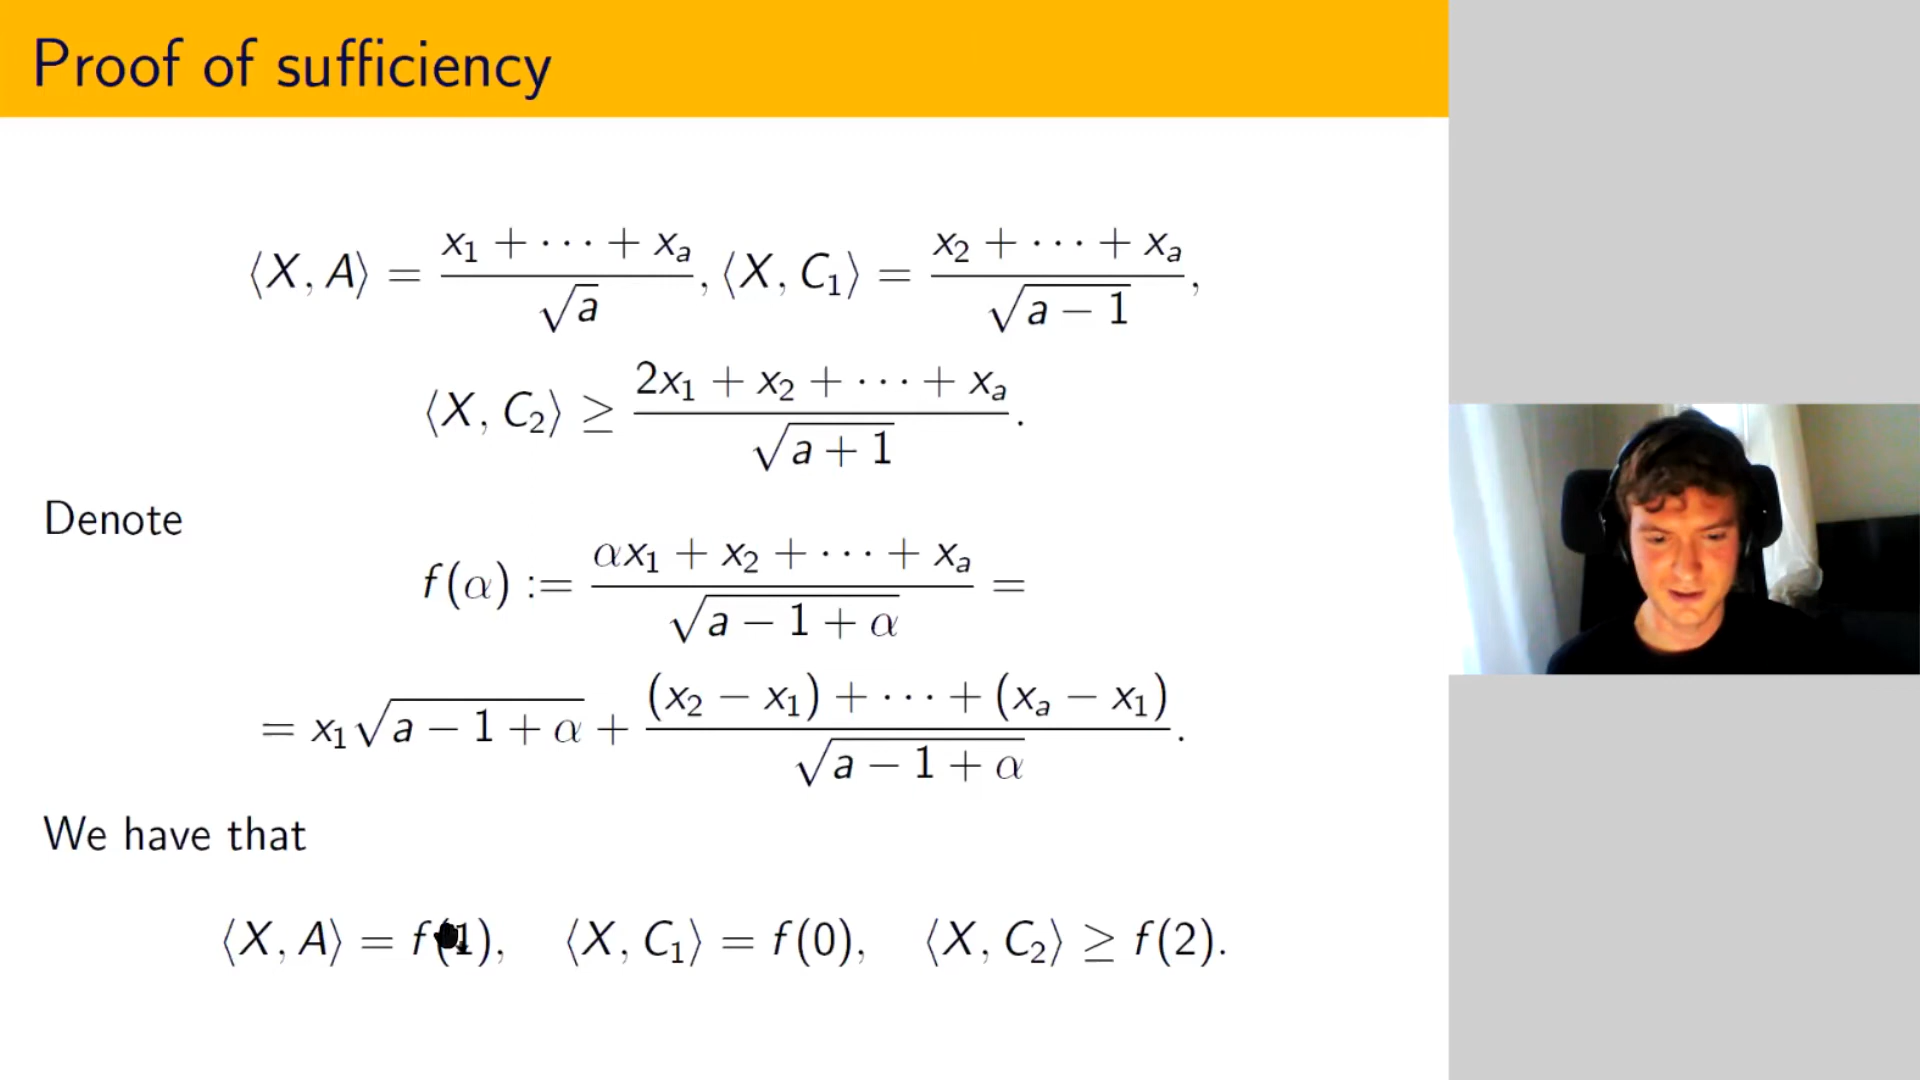 Proof of sufficiency
⟨X, A⟩ = (x₁ + ··· + xₐ)/√a, ⟨X, C₁⟩ = (x₂ + ··· + xₐ)/√(a − 1),
⟨X, C₂⟩ ≥ (2x₁ + x₂ + ··· + xₐ)/√(a + 1).
Denote
f(α) := (αx₁ + x₂ + ··· + xₐ)/√(a − 1 + α) =
= x₁√(a − 1 + α) + ((x₂ − x₁) + ··· + (xₐ − x₁))/√(a − 1 + α).
We have that
⟨X, A⟩ = f(1), ⟨X, C₁⟩ = f(0), ⟨X, C₂⟩ ≥ f(2).